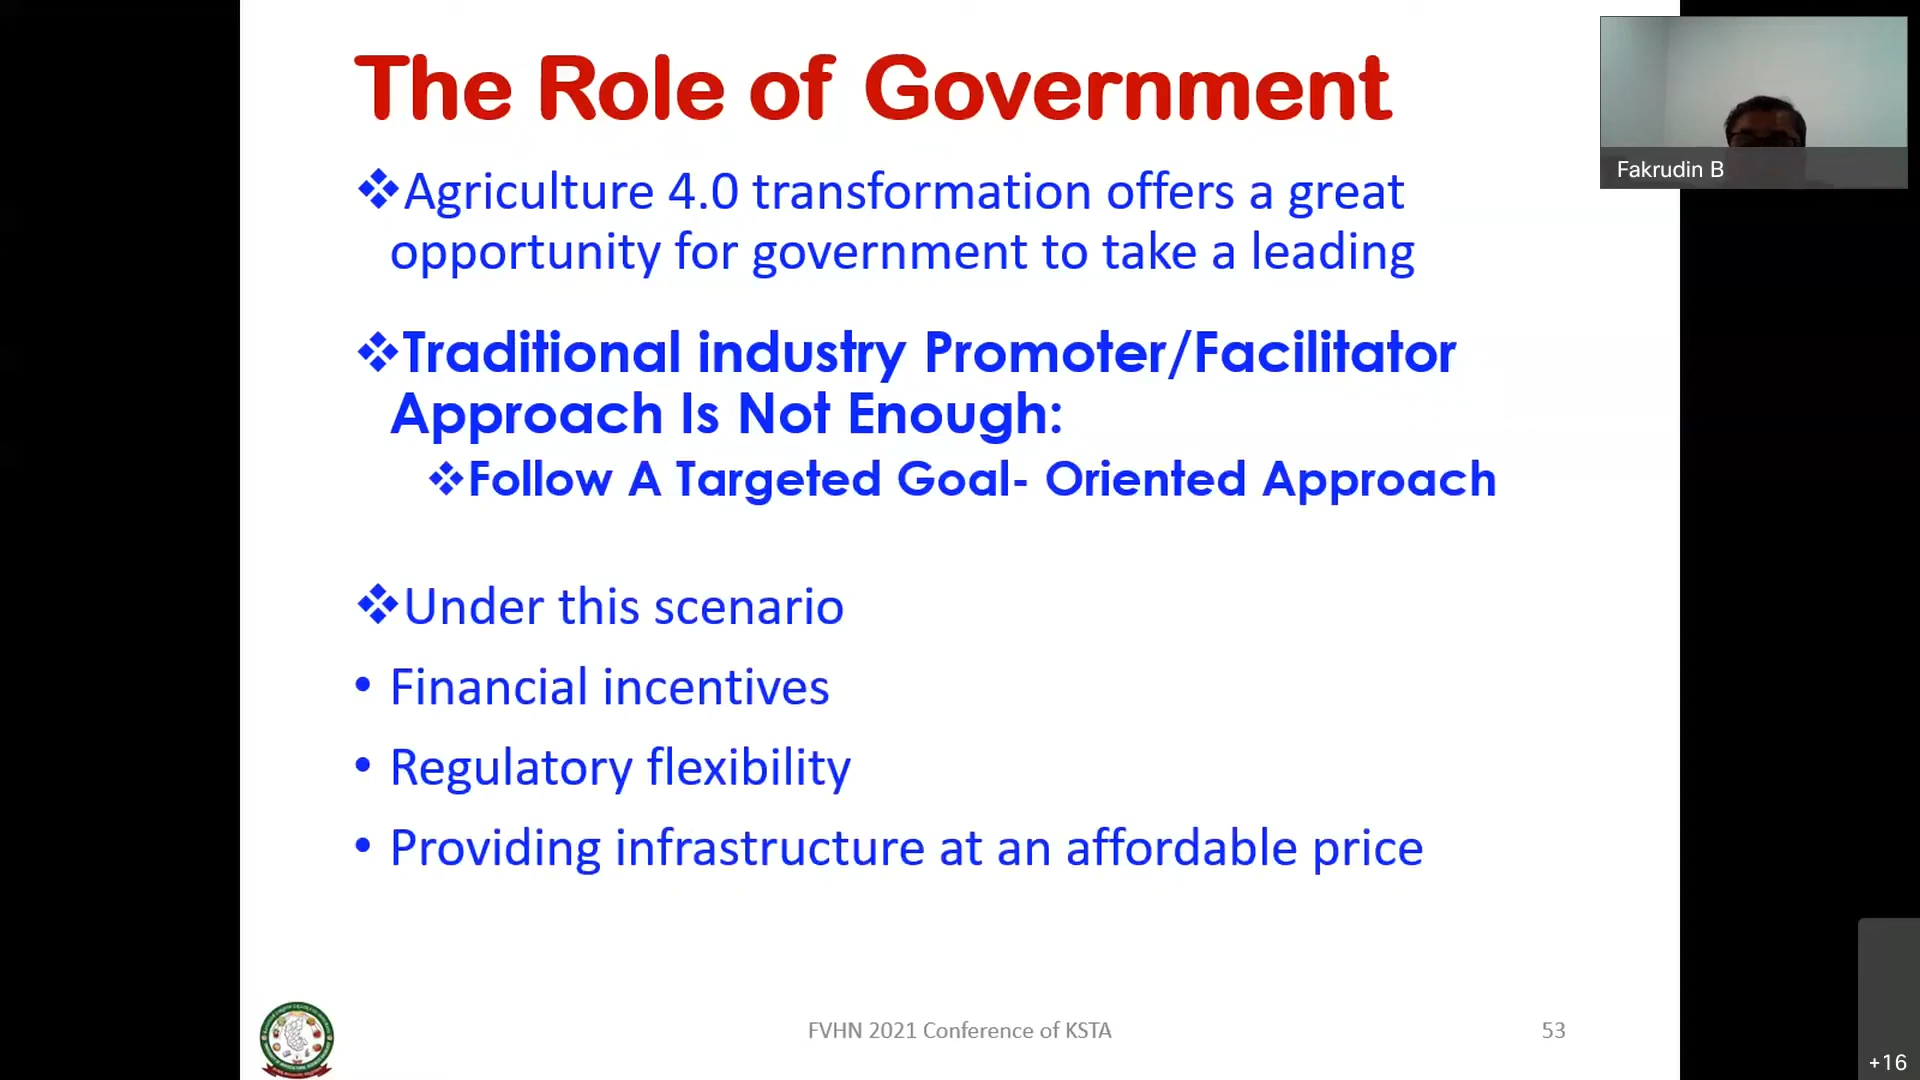 The Role of Government
❖Agriculture 4.0 transformation offers a great
opportunity for government to take a leading
❖Traditional industry Promoter/Facilitator
Approach Is Not Enough:
❖Follow A Targeted Goal- Oriented Approach
❖Under this scenario
• Financial incentives
• Regulatory flexibility
• Providing infrastructure at an affordable price
FVHN 2021 Conference of KSTA
53
Fakrudin B
+16